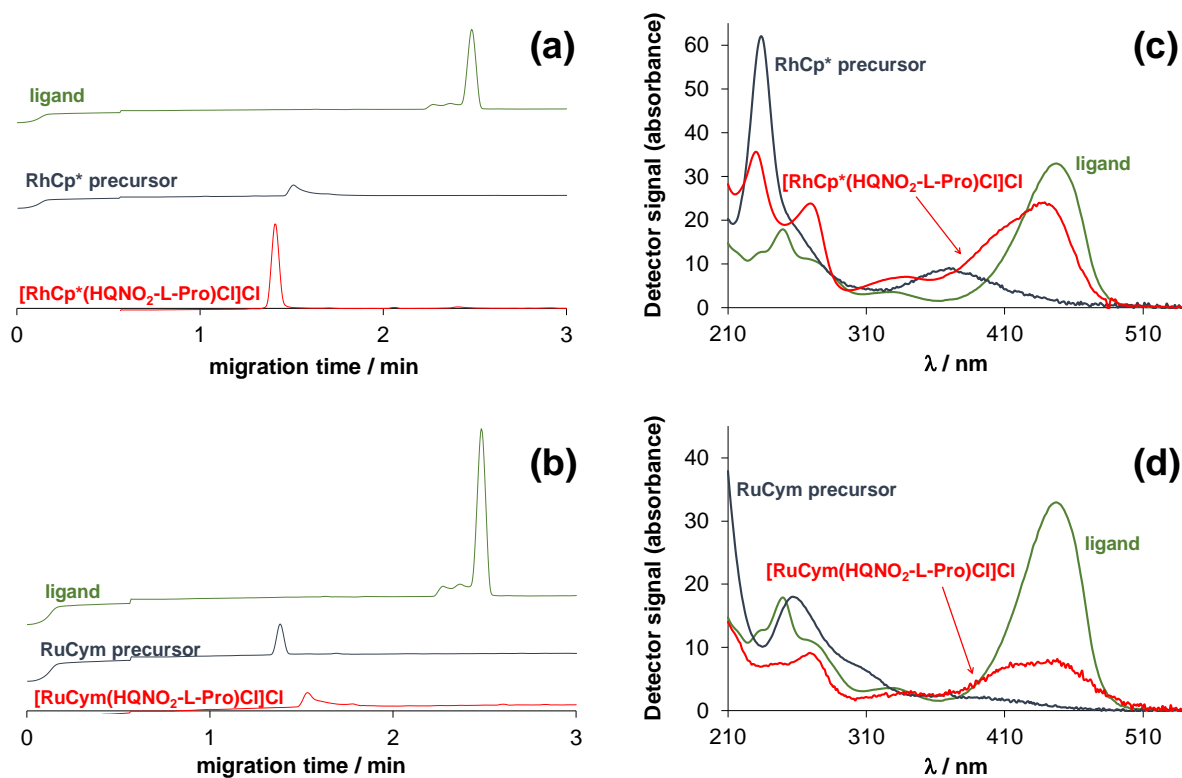 (a)
ligand
RhCp* precursor
[RhCp*(HQNO₂-L-Pro)Cl]Cl
0 1 2 3
migration time / min
(c)
Detector signal (absorbance)
60
50
40
30
20
10
0
RhCp* precursor
[RhCp*(HQNO₂-L-Pro)Cl]Cl
ligand
210 310 410 510
λ / nm
(b)
ligand
RuCym precursor
[RuCym(HQNO₂-L-Pro)Cl]Cl
0 1 2 3
migration time / min
(d)
Detector signal (absorbance)
40
30
20
10
0
RuCym precursor
ligand
[RuCym(HQNO₂-L-Pro)Cl]Cl
210 310 410 510
λ / nm